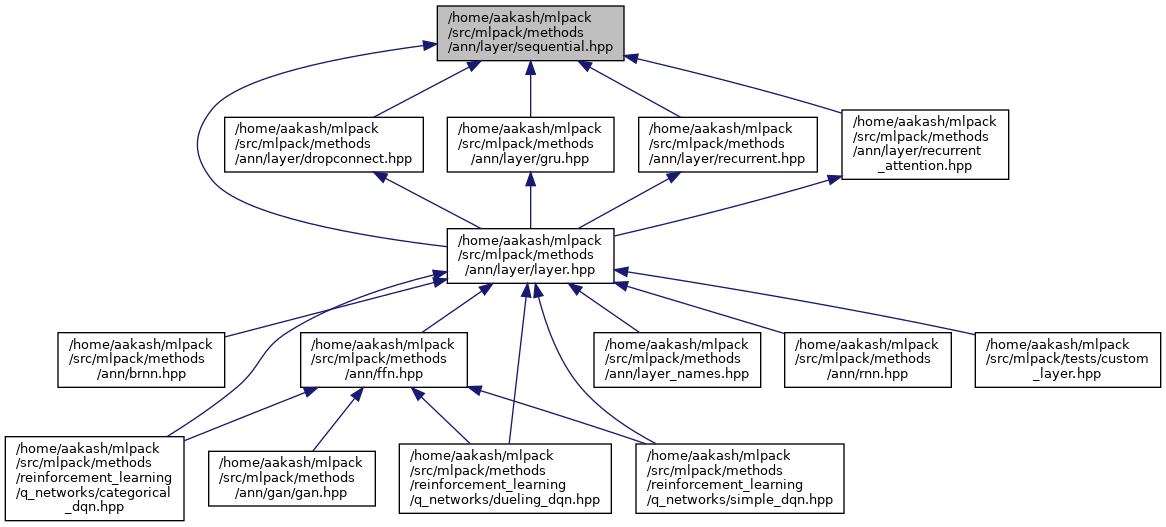 /home/aakash/mlpack
/src/mlpack/methods
/ann/layer/sequential.hpp
/home/aakash/mlpack
/src/mlpack/methods
/ann/layer/dropconnect.hpp
/home/aakash/mlpack
/src/mlpack/methods
/ann/layer/gru.hpp
/home/aakash/mlpack
/src/mlpack/methods
/ann/layer/recurrent.hpp
/home/aakash/mlpack
/src/mlpack/methods
/ann/layer/recurrent
_attention.hpp
/home/aakash/mlpack
/src/mlpack/methods
/ann/layer/layer.hpp
/home/aakash/mlpack
/src/mlpack/methods
/ann/brnn.hpp
/home/aakash/mlpack
/src/mlpack/methods
/ann/ffn.hpp
/home/aakash/mlpack
/src/mlpack/methods
/ann/layer_names.hpp
/home/aakash/mlpack
/src/mlpack/methods
/ann/rnn.hpp
/home/aakash/mlpack
/src/mlpack/tests/custom
_layer.hpp
/home/aakash/mlpack
/src/mlpack/methods
/reinforcement_learning
/q_networks/categorical
_dqn.hpp
/home/aakash/mlpack
/src/mlpack/methods
/ann/gan/gan.hpp
/home/aakash/mlpack
/src/mlpack/methods
/reinforcement_learning
/q_networks/dueling_dqn.hpp
/home/aakash/mlpack
/src/mlpack/methods
/reinforcement_learning
/q_networks/simple_dqn.hpp